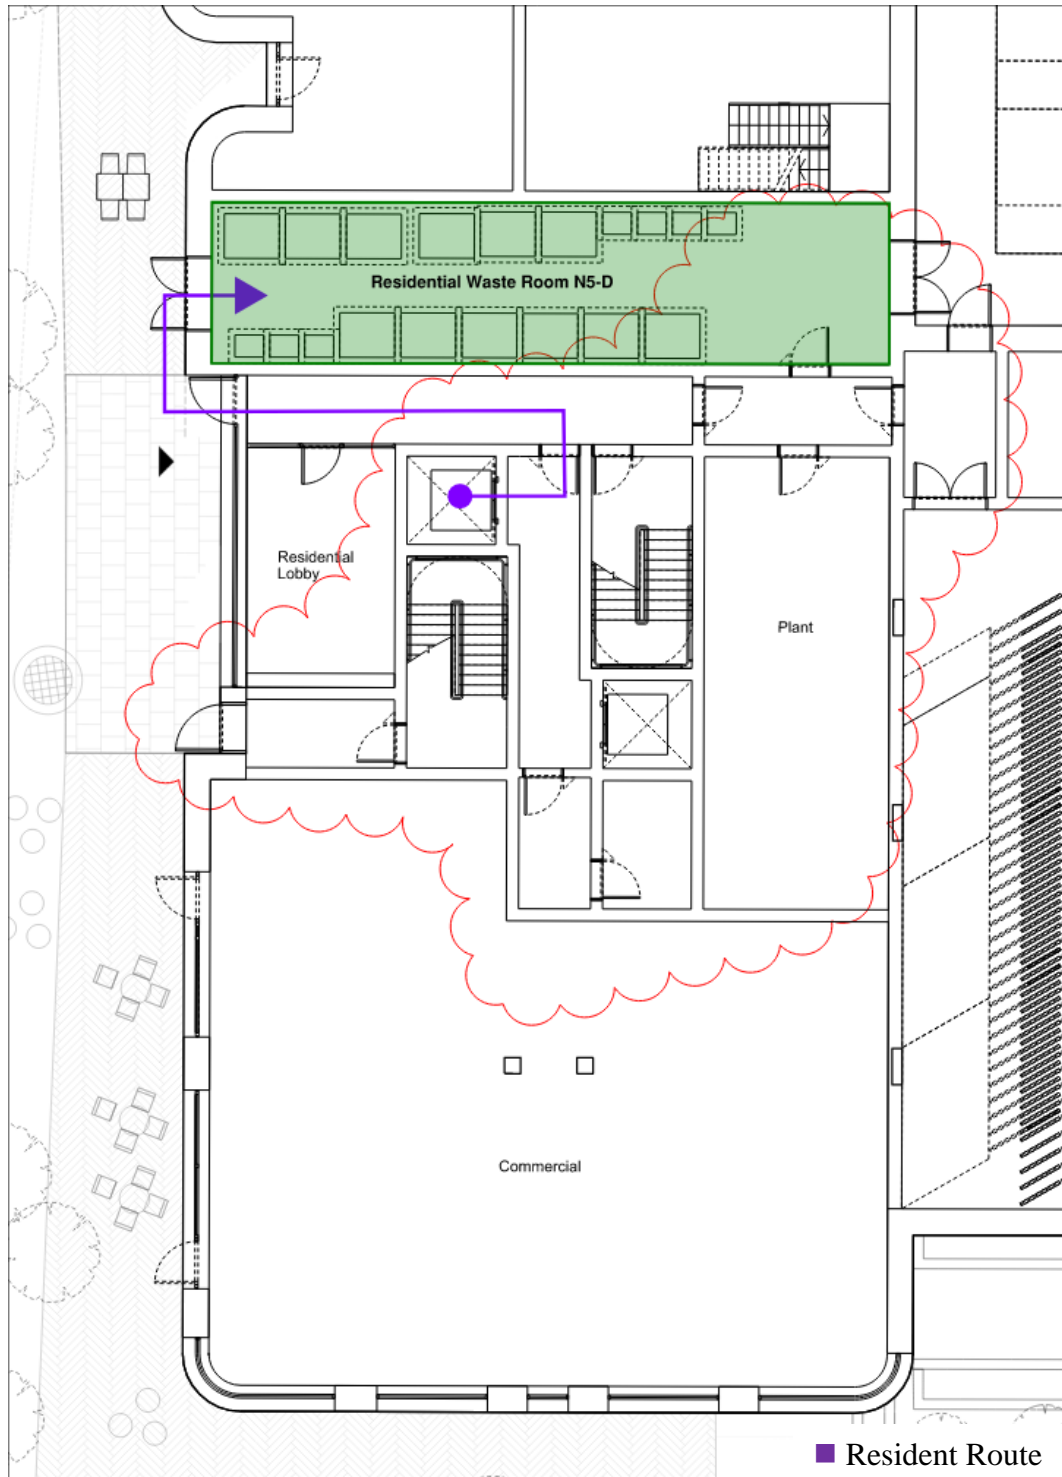 Residential Waste Room N5-D
Residential
Lobby
Plant
Commercial
Resident Route